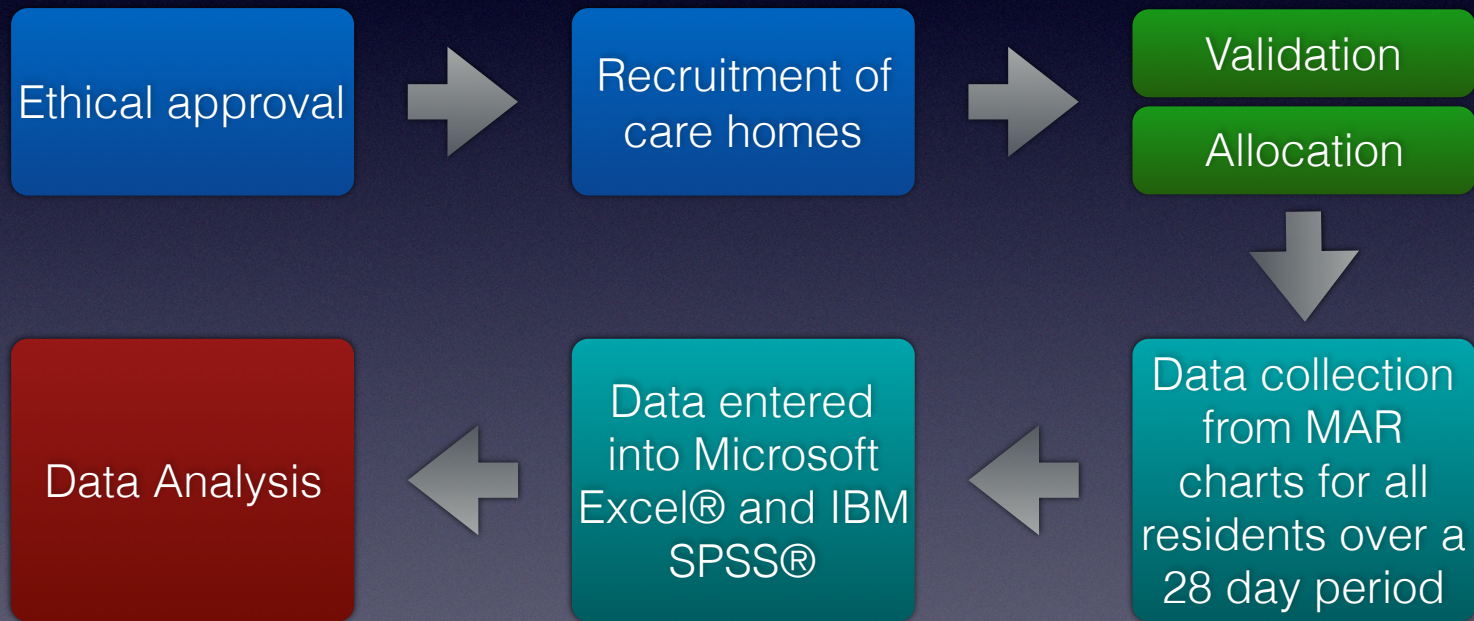 Ethical approval
Recruitment of
care homes
Validation
Allocation
Data collection
from MAR
charts for all
residents over a
28 day period
Data entered
into Microsoft
Excel® and IBM
SPSS®
Data Analysis